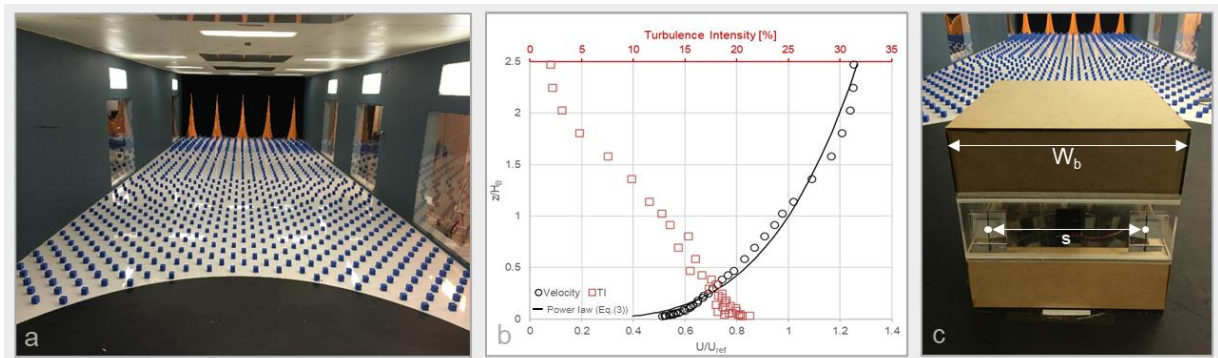 a
Turbulence Intensity [%]
0 5 10 15 20 25 30 35
2.5
2
1.5
1
0.5
0
z/H_B
○Velocity □TI
— Power law (Eq.(3))
0 0.2 0.4 0.6 0.8 1 1.2 1.4
U/U_ref
b
W_b
s
c